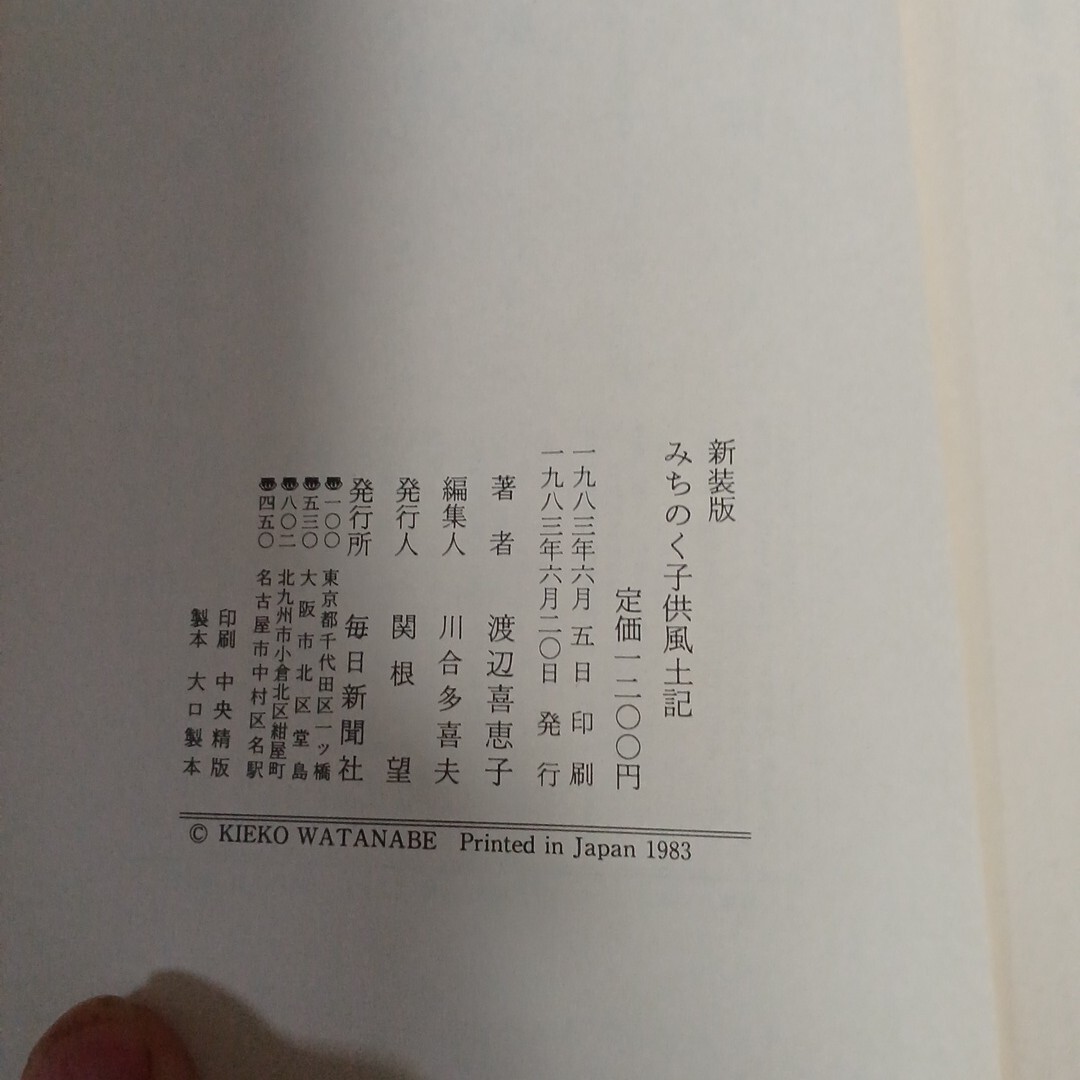 新装版
みちのく子供風土記
定価一二〇〇円
一九八三年六月五日印刷
一九八三年六月二〇日発行
著者 渡辺喜恵子
編集人 川合多喜夫
発行人 関根望
発行所 毎日新聞社
〠一〇〇 東京都千代田区一ツ橋
〠五三〇 大阪市北区堂島
〠八〇二 北九州市小倉北区紺屋町
〠四五〇 名古屋市中村区名駅
印刷 中央精版
製本 大口製本
© KIEKO WATANABE Printed in Japan 1983